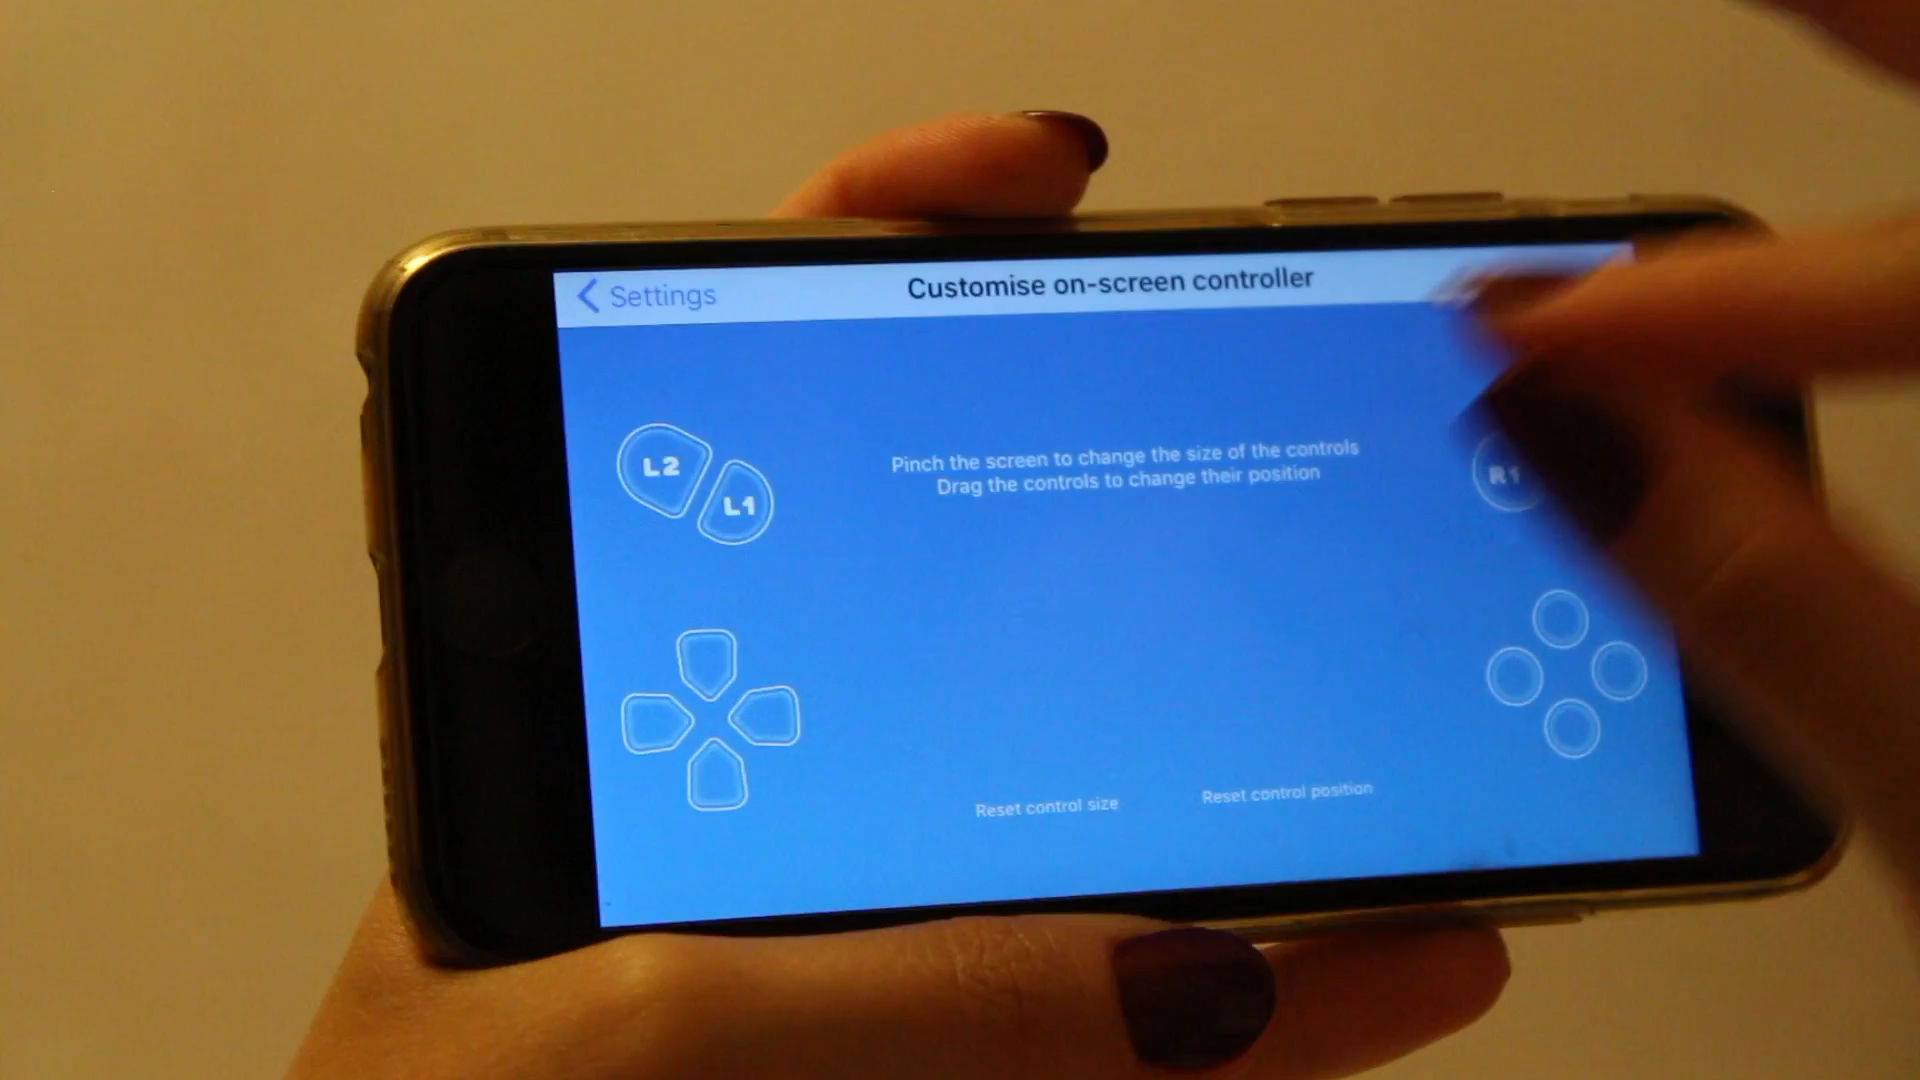 Settings
Customise on-screen controller
L2
L1
Pinch the screen to change the size of the controls
Drag the controls to change their position
R1
Reset control size
Reset control position